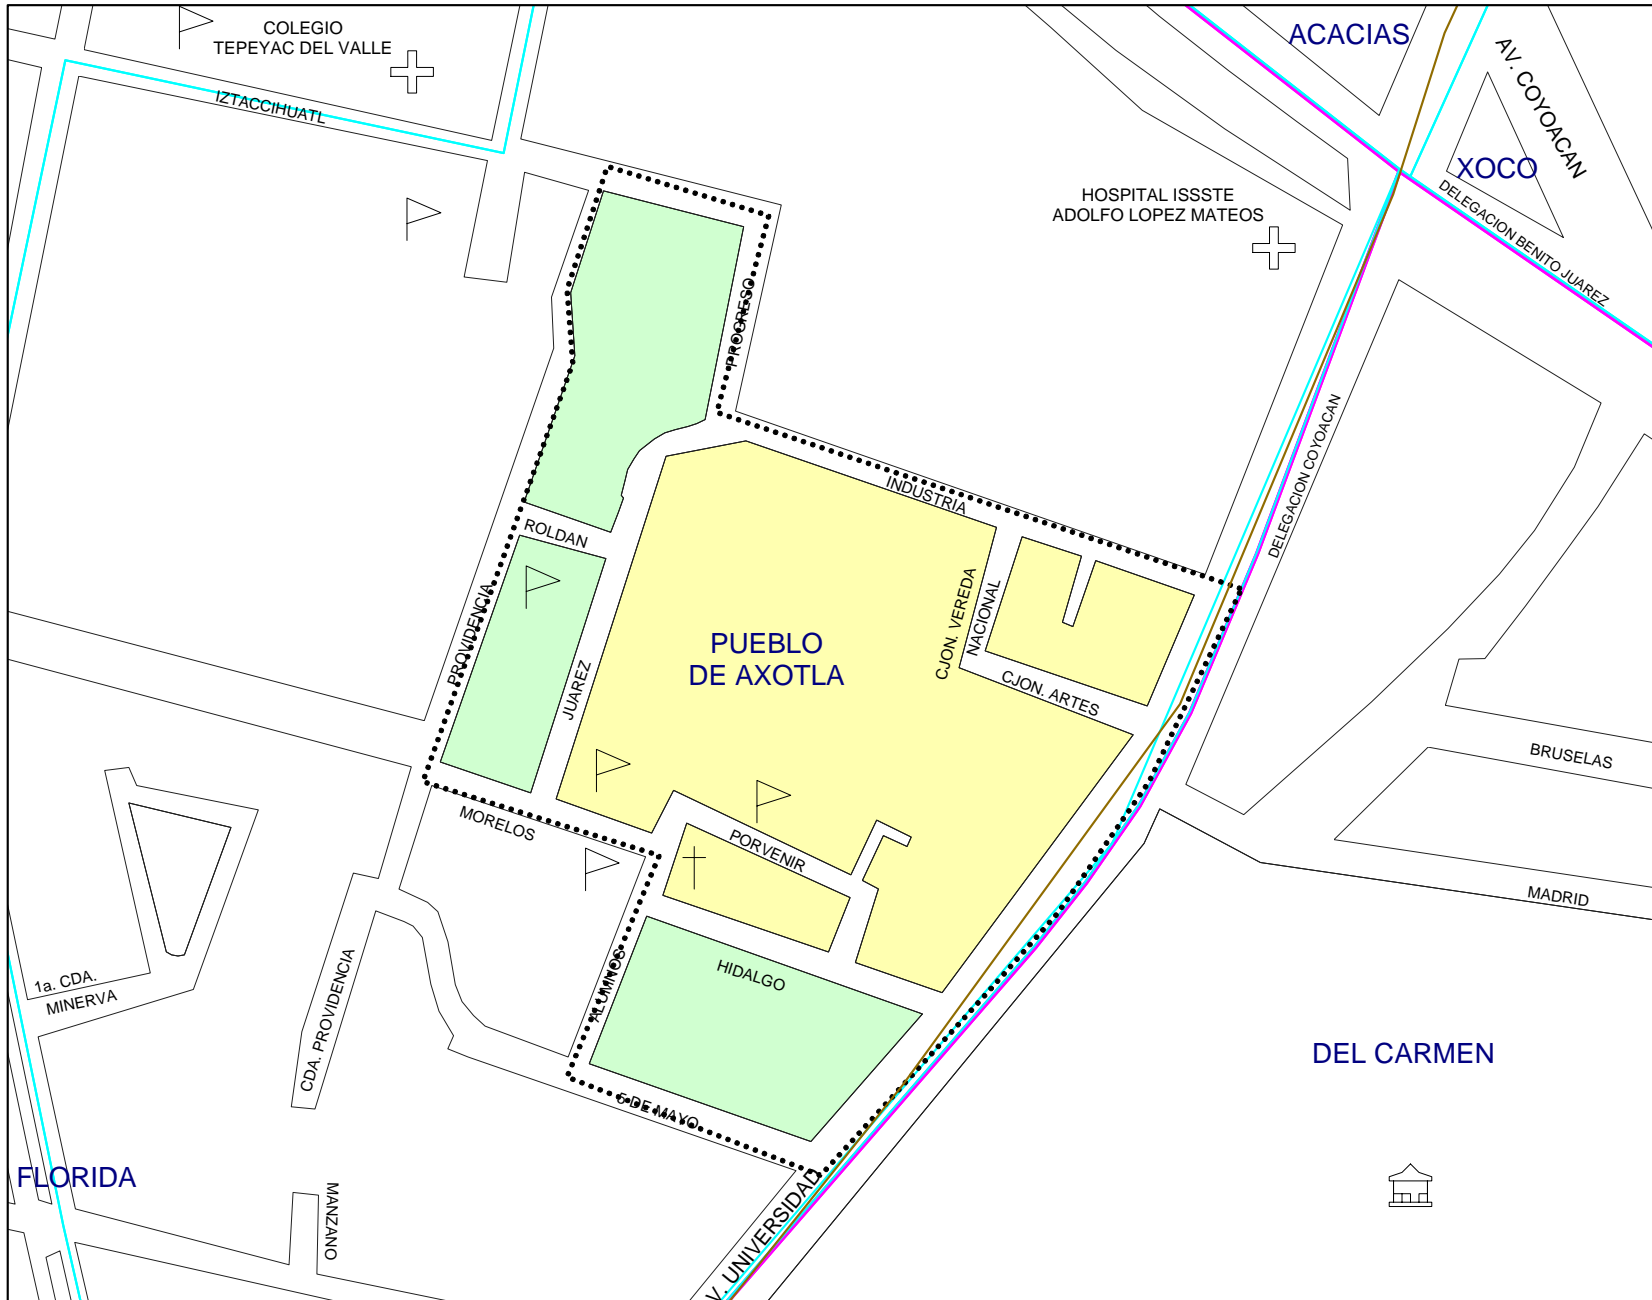 COLEGIO
TEPEYAC DEL VALLE
ACACIAS
AV. COYOACAN
IZTACCIHUATL
XOCO
HOSPITAL ISSSTE
ADOLFO LOPEZ MATEOS
DELEGACION BENITO JUAREZ
PROGRESO
DELEGACION COYOACAN
INDUSTRIA
ROLDAN
PROVIDENCIA
CJON. VEREDA
NACIONAL
PUEBLO
DE AXOTLA
JUAREZ
CJON. ARTES
BRUSELAS
MORELOS
PORVENIR
MADRID
HIDALGO
ALUMNOS
1a. CDA.
MINERVA
CDA. PROVIDENCIA
DEL CARMEN
5 DE MAYO
FLORIDA
MANZANO
V. UNIVERSIDAD